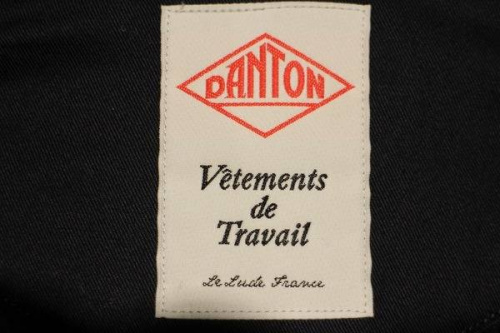 DANTON
Vêtements
de
Travail
Le Lude France